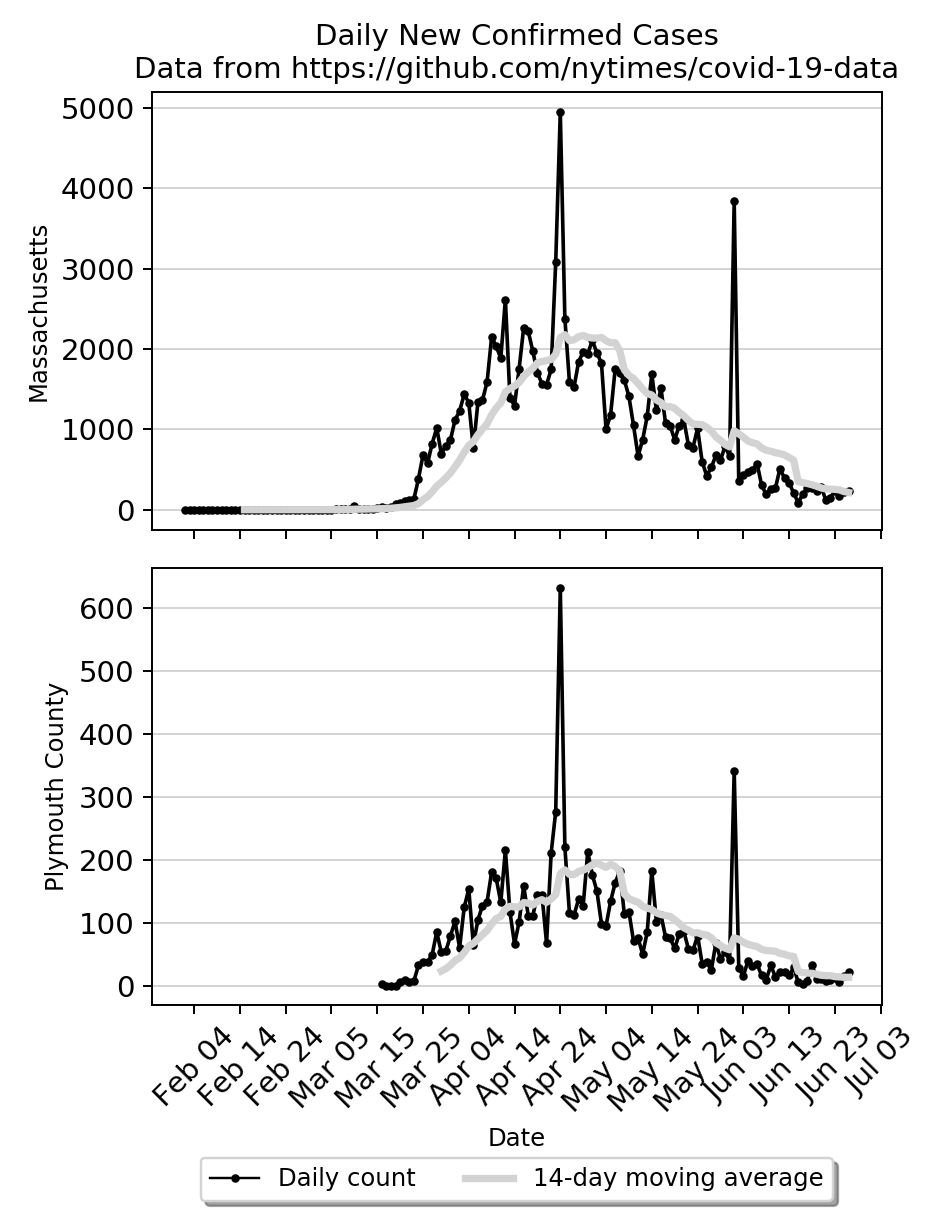 Daily New Confirmed Cases
Data from https://github.com/nytimes/covid-19-data
5000
4000
3000
2000
1000
0
Massachusetts
600
500
400
300
200
100
0
Plymouth County
Feb 04
Feb 14
Feb 24
Mar 05
Mar 15
Mar 25
Apr 04
Apr 14
Apr 24
May 04
May 14
May 24
Jun 03
Jun 13
Jun 23
Jul 03
Date
Daily count
14-day moving average